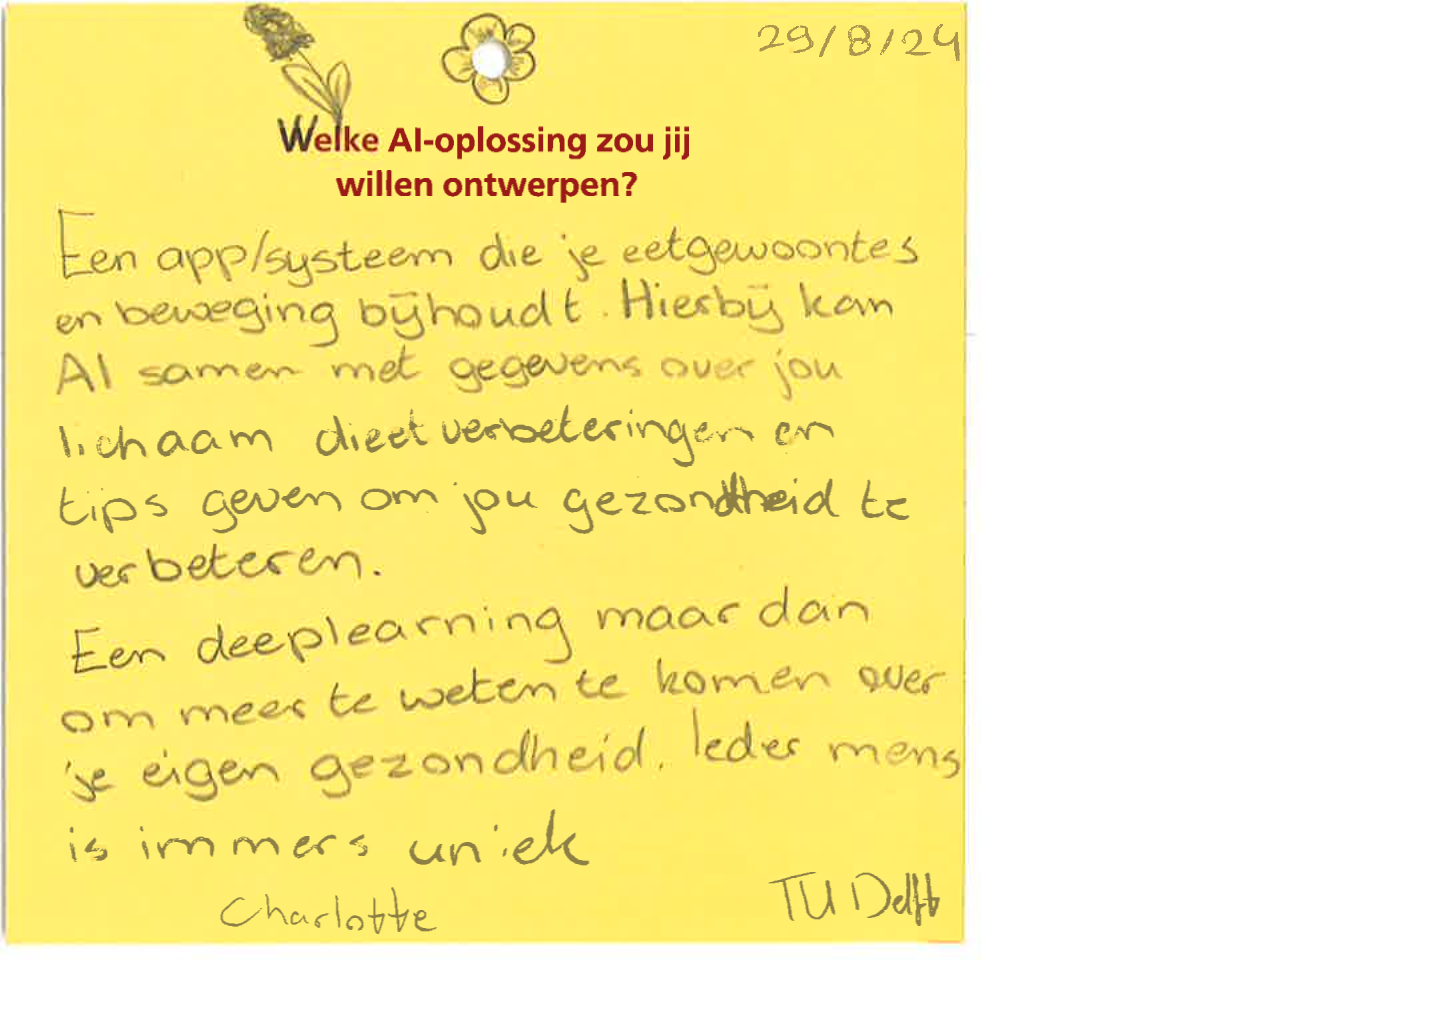 29/8/24
Welke AI-oplossing zou jij
willen ontwerpen?
Een app/systeem die je eetgewoontes
en beweging bijhoudt. Hierbij kan
AI samen met gegevens over jou
lichaam dieetverbeteringen en
tips geven om jou gezondheid te
verbeteren.
Een deeplearning maar dan
om meer te weten te komen over
je eigen gezondheid. Ieder mens
is immers uniek
Charlotte
TU Delft